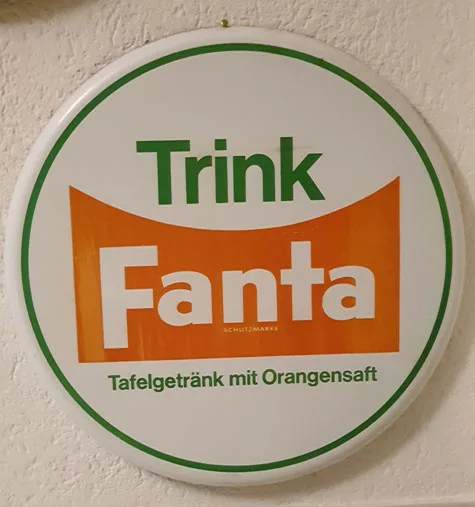 Trink
Fanta
SCHUTZMARKE
Tafelgetränk mit Orangensaft